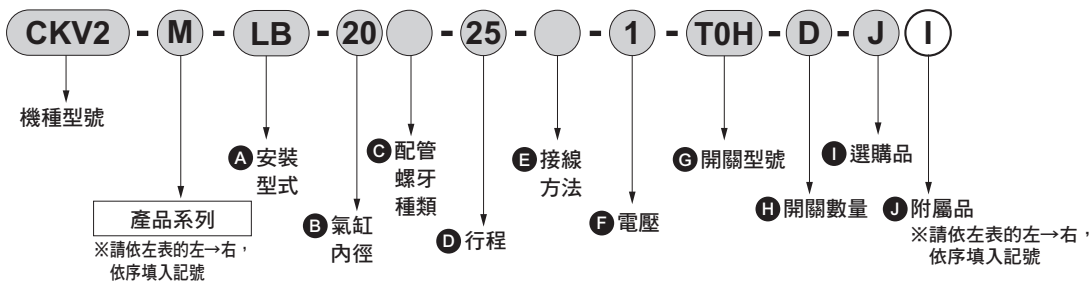 CKV2 - M - LB - 20 - 25 - - 1 - T0H - D - J I
機種型號
產品系列
※請依左表的左→右，
依序填入記號
A 安裝
型式
B 氣缸
內徑
C 配管
螺牙
種類
D 行程
E 接線
方法
F 電壓
G 開關型號
H 開關數量
I 選購品
J 附屬品
※請依左表的左→右，
依序填入記號